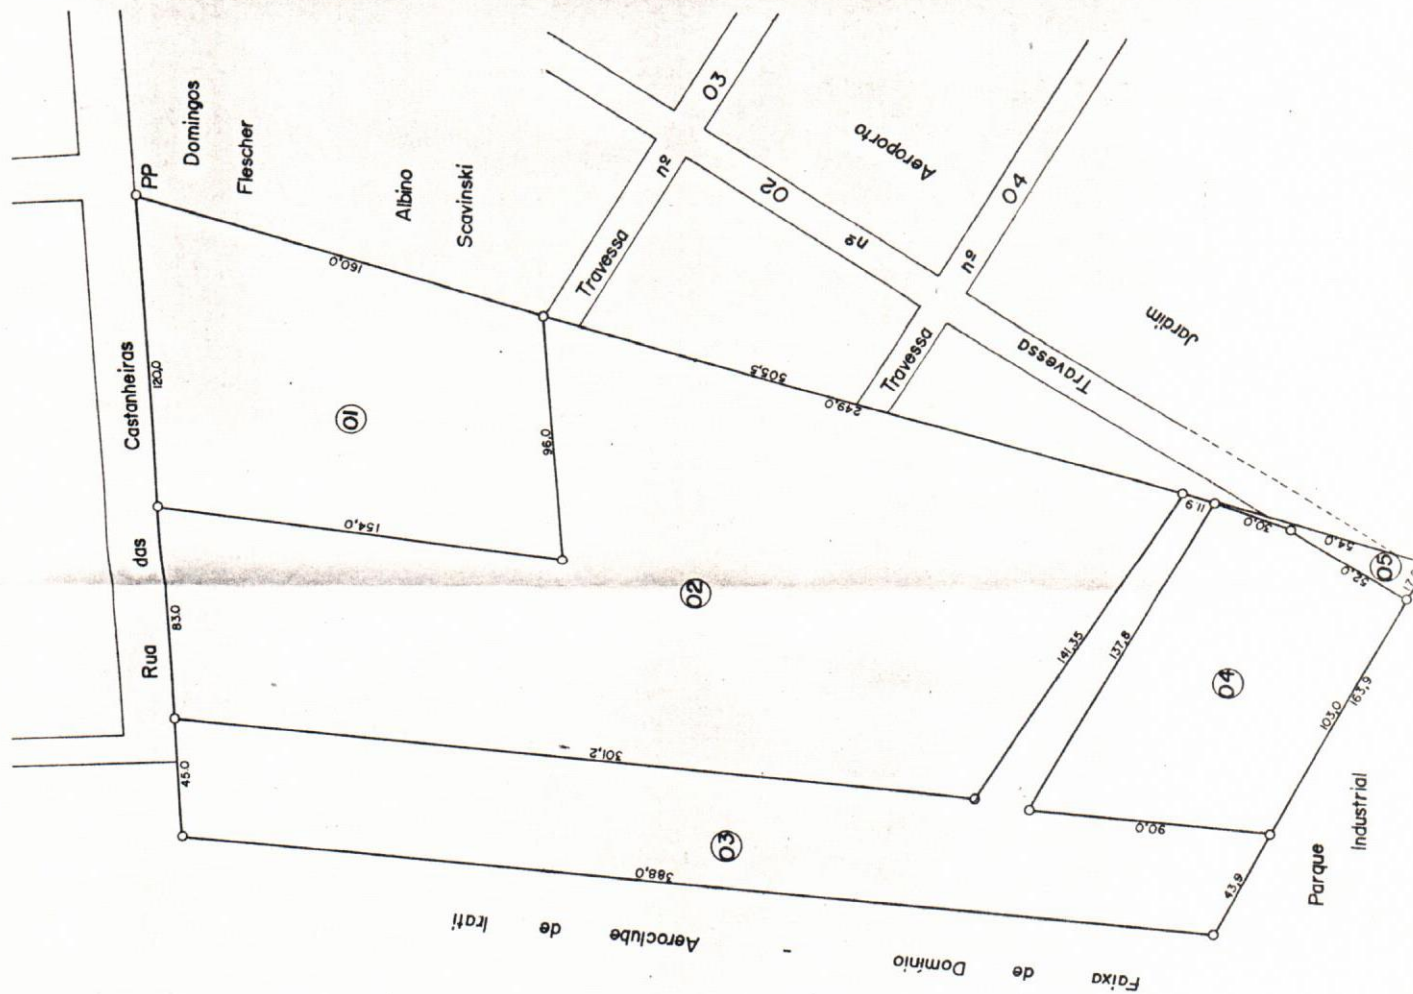 PP
Domingos
Flescher
Albino
Scavinski
Rua das Castanheiras
120,0
83.0
45.0
160,0
154,0
96,0
01
02
03
04
05
Travessa nº 03
Travessa nº 02
Travessa nº 04
Jardim Aeroporto
505,3
249,0
11.9
30,0
54,0
52,0
141,35
137,8
301,2
388,0
90,0
103,0
163,9
43,9
Parque
Industrial
Faixa de Domínio - Aeroclube de Irati